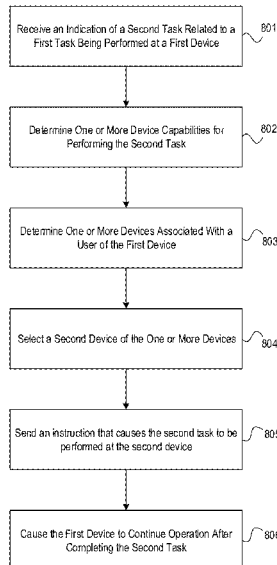 Receive an Indication of a Second Task Related to a
First Task Being Performed at a First Device
801
Determine One or More Device Capabilities for
Performing the Second Task
802
Determine One or More Devices Associated With a
User of the First Device
803
Select a Second Device of the One or More Devices
804
Send an instruction that causes the second task to be
performed at the second device
805
Cause the First Device to Continue Operation After
Completing the Second Task
806